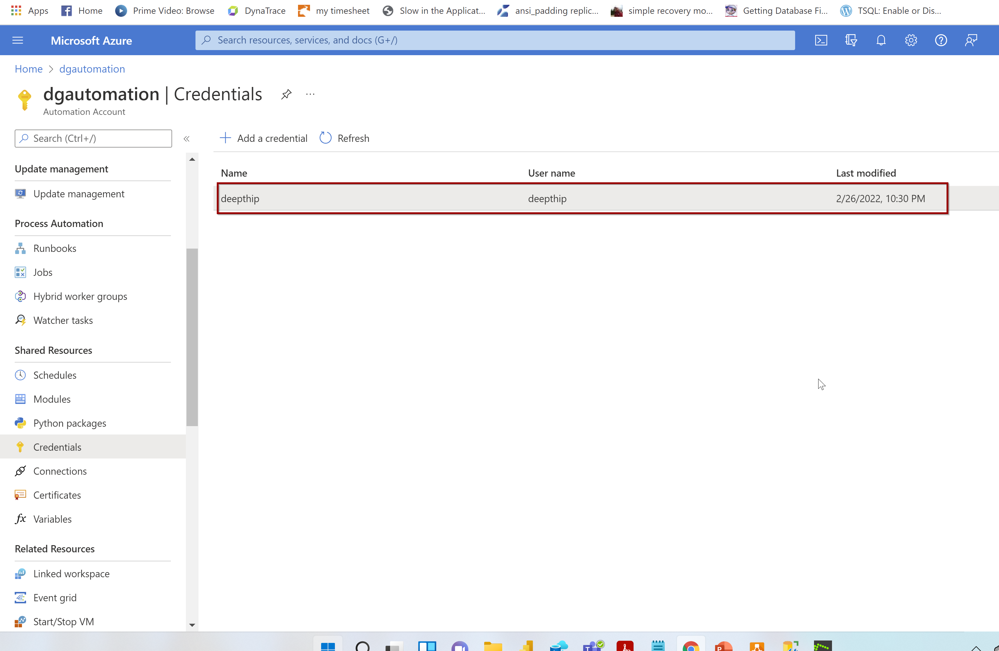 Apps Home Prime Video: Browse DynaTrace my timesheet Slow in the Applicat... ansi_padding replic... simple recovery mo... Getting Database Fi... TSQL: Enable or Dis...
Microsoft Azure Search resources, services, and docs (G+/)
Home > dgautomation
dgautomation | Credentials ...
Automation Account
Search (Ctrl+/) « + Add a credential Refresh
Update management
Update management
Process Automation
Runbooks
Jobs
Hybrid worker groups
Watcher tasks
Shared Resources
Schedules
Modules
Python packages
Credentials
Connections
Certificates
Variables
Related Resources
Linked workspace
Event grid
Start/Stop VM
Name User name Last modified
deepthip deepthip 2/26/2022, 10:30 PM